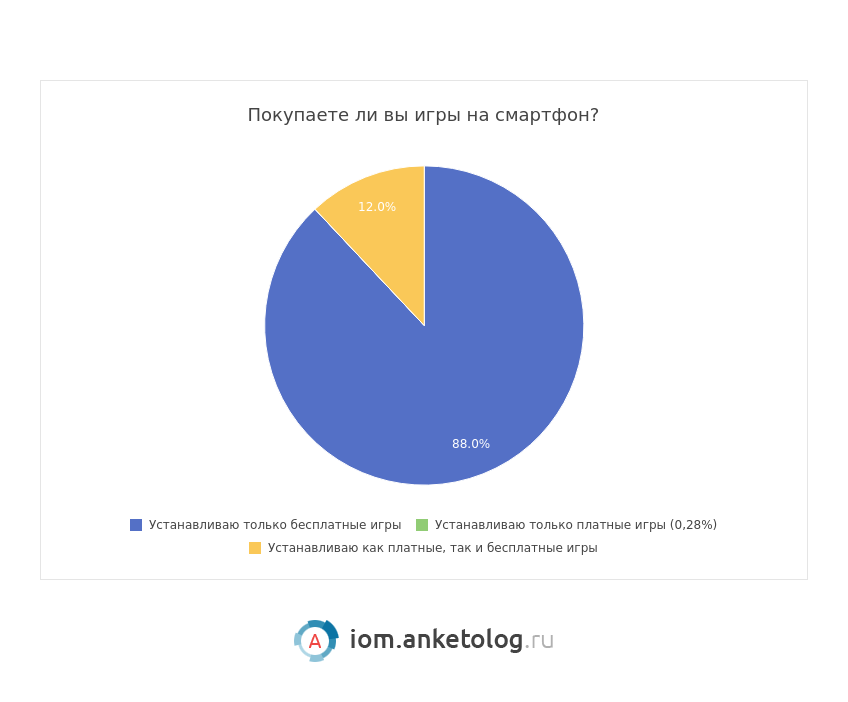 Покупаете ли вы игры на смартфон?
12.0%
88.0%
Устанавливаю только бесплатные игры Устанавливаю только платные игры (0,28%)
Устанавливаю как платные, так и бесплатные игры
A iom.anketolog.ru